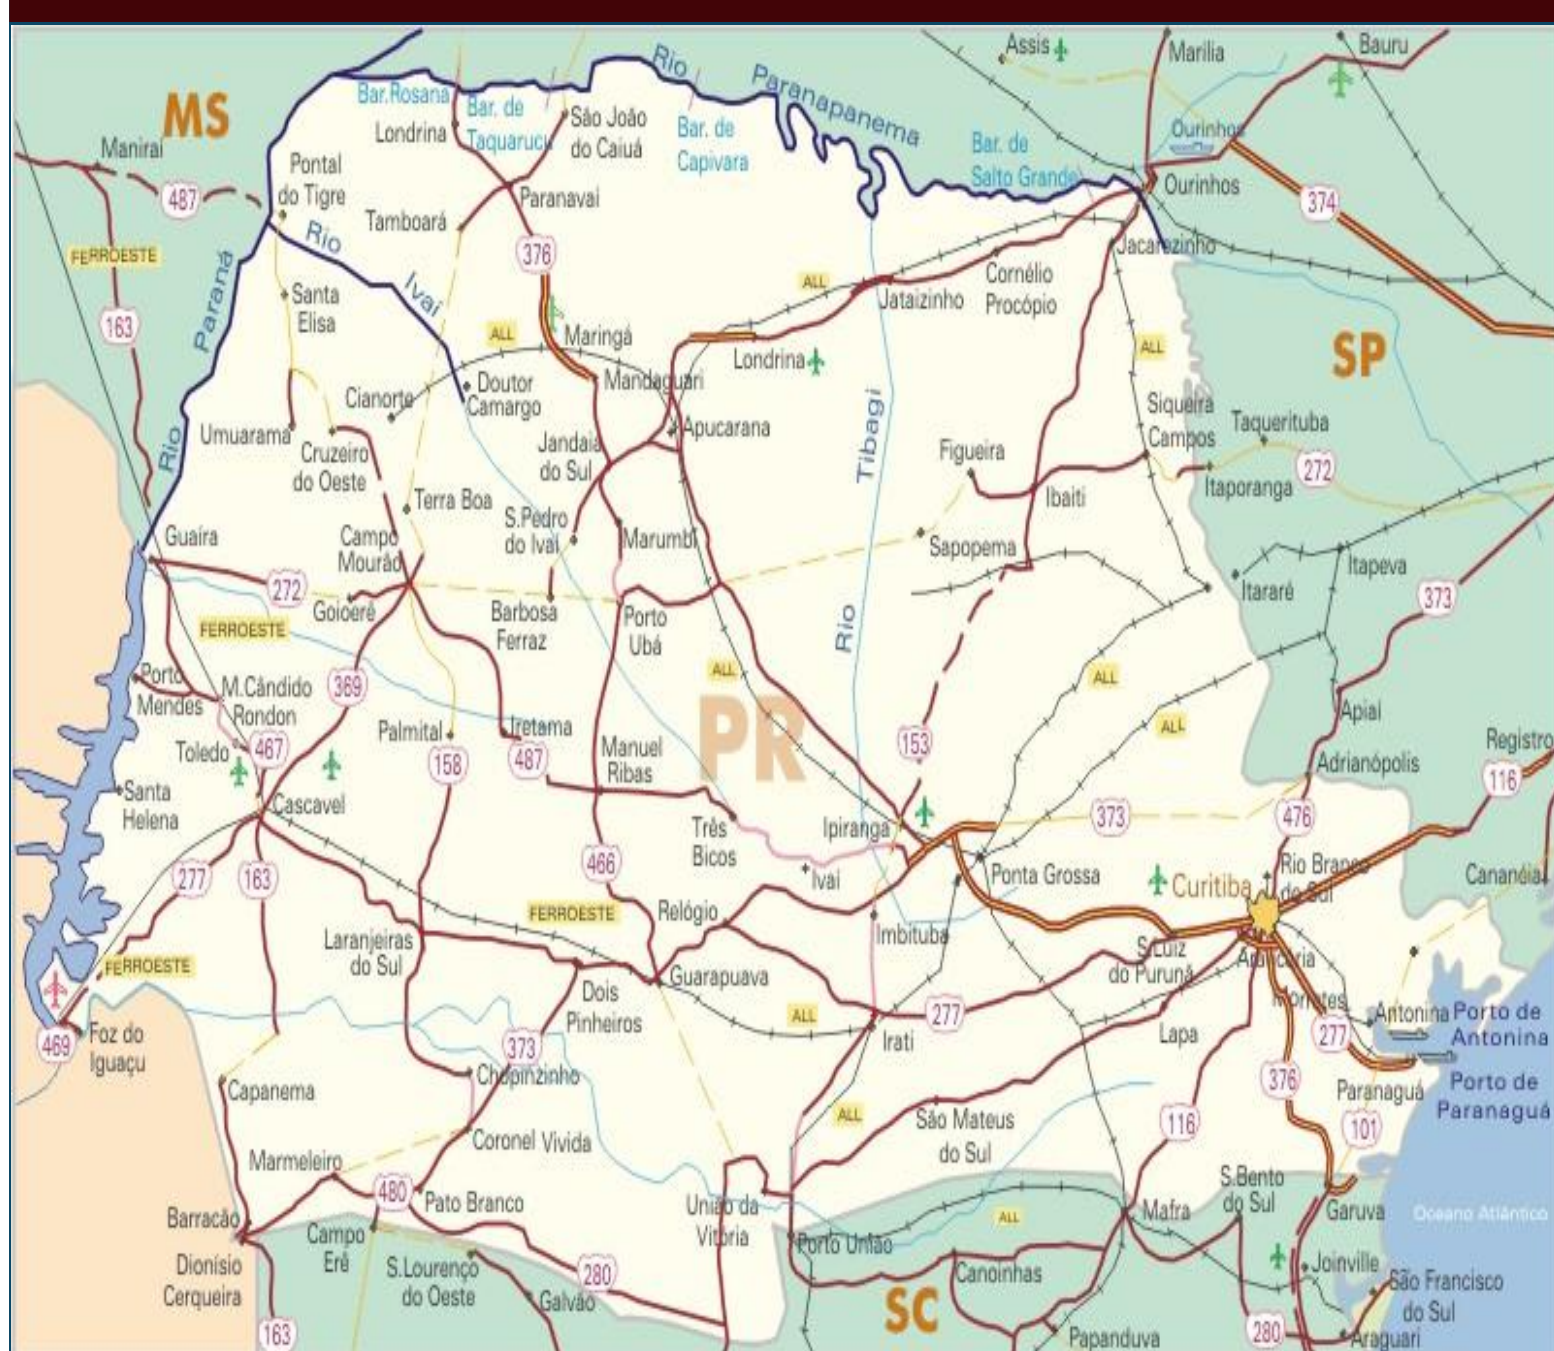 Assis
Marília
Bauru
MS
Rio
Paranapanema
Bar.Rosana
Bar. de
Taquaruçu
São João
do Caiuá
Londrina
Bar. de
Capivara
Bar. de
Salto Grande
Ourinhos
Ourinhos
374
Maniral
487
Pontal
do Tigre
Paranavai
Tamboará
Rio
Ivai
376
FERROESTE
163
Rio
Paraná
Santa
Elisa
ALL
Jacarezinho
Cornélio
Procópio
Jataizinho
ALL
Maringá
Londrina
ALL
SP
Mandaguari
Doutor
Camargo
Cianorte
Umuarama
Cruzeiro
do Oeste
Jandaia
do Sul
Apucarana
Rio
Tibagi
Siqueira
Campos
Taquerituba
Figueira
Ibaiti
Itaporanga
272
Terra Boa
S.Pedro
do Ivai
Marumbi
Sapopema
Guaíra
Campo
Mourão
272
Goioerê
Barbosa
Ferraz
Porto
Ubá
Itapeva
Itararé
373
FERROESTE
Porto
Mendes
M.Cândido
Rondon
369
ALL
PR
ALL
ALL
Apial
Toledo
467
Palmital
Iretama
158
487
Manuel
Ribas
153
Adrianópolis
Registro
116
Santa
Helena
Cascavel
Três
Bicos
Ipiranga
373
476
277
163
466
Ivai
Ponta Grossa
Curitiba
Rio Branco
do Sul
Cananéia
FERROESTE
Relógio
Laranjeiras
do Sul
Imbituba
S.Luiz
do Purunã
Araucária
FERROESTE
Guarapuava
Dois
Pinheiros
ALL
Irati
277
Lapa
Morretes
Antonina
Porto de
Antonina
469
Foz do
Iguaçu
373
277
Chopinzinho
Capanema
376
Paranaguá
Porto de
Paranaguá
ALL
São Mateus
do Sul
116
101
Coronel Vivida
Marmeleiro
480
Pato Branco
União da
Vitória
S.Bento
do Sul
Mafra
Garuva
Oceano Atlântico
Barracão
Campo
Erê
Dionísio
Cerqueira
S.Lourenço
do Oeste
280
Galvão
Porto União
ALL
Canoinhas
SC
Joinville
São Francisco
do Sul
163
Papanduva
280
Araguari